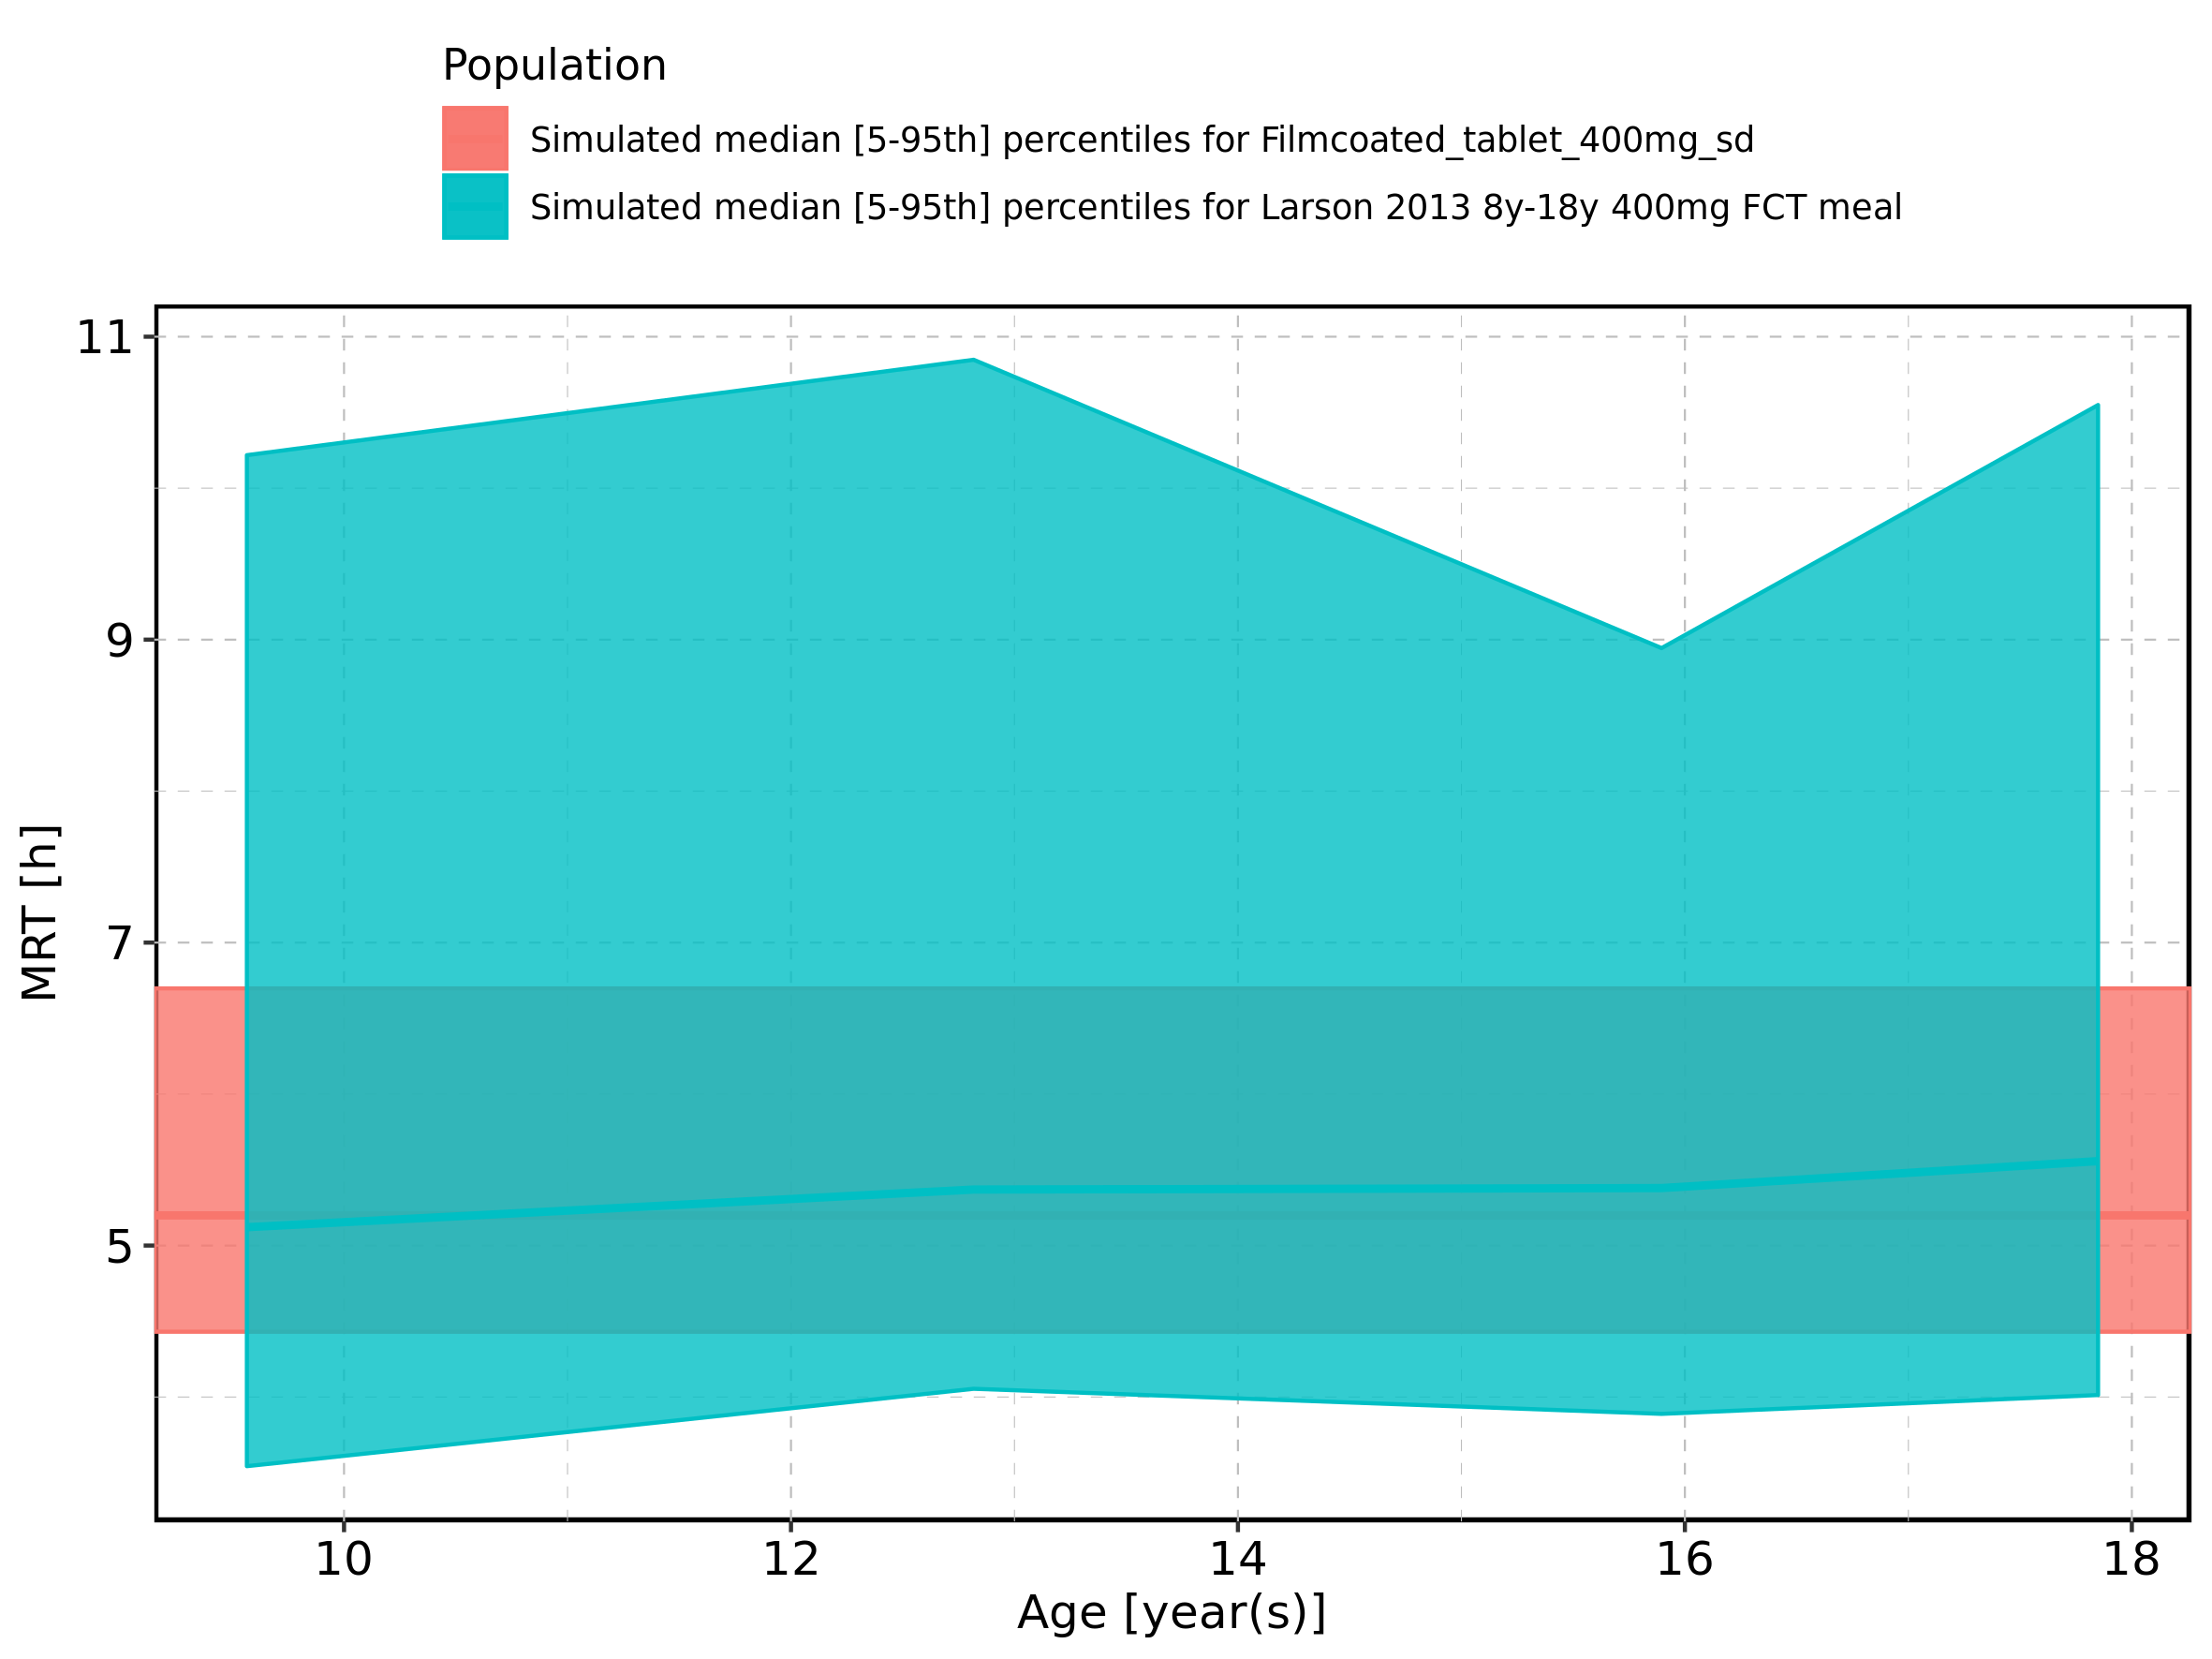 Population
Simulated median [5-95th] percentiles for Filmcoated_tablet_400mg_sd
Simulated median [5-95th] percentiles for Larson 2013 8y-18y 400mg FCT meal
11
9
7
5
MRT [h]
10 12 14 16 18
Age [year(s)]